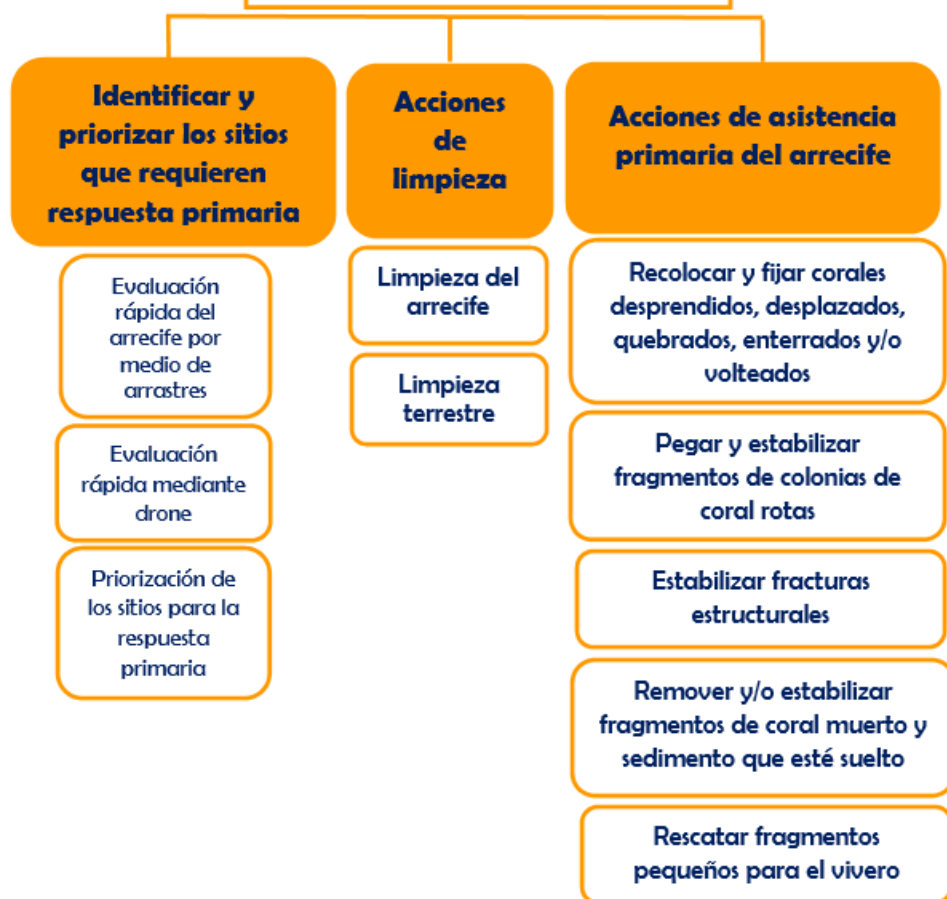 Identificar y
priorizar los sitios
que requieren
respuesta primaria
Evaluación
rápida del
arrecife por
medio de
arrastres
Evaluación
rápida mediante
drone
Priorización de
los sitios para la
respuesta
primaria
Acciones
de
limpieza
Limpieza del
arrecife
Limpieza
terrestre
Acciones de asistencia
primaria del arrecife
Recolocar y fijar corales
desprendidos, desplazados,
quebrados, enterrados y/o
volteados
Pegar y estabilizar
fragmentos de colonias de
coral rotas
Estabilizar fracturas
estructurales
Remover y/o estabilizar
fragmentos de coral muerto y
sedimento que esté suelto
Rescatar fragmentos
pequeños para el vivero